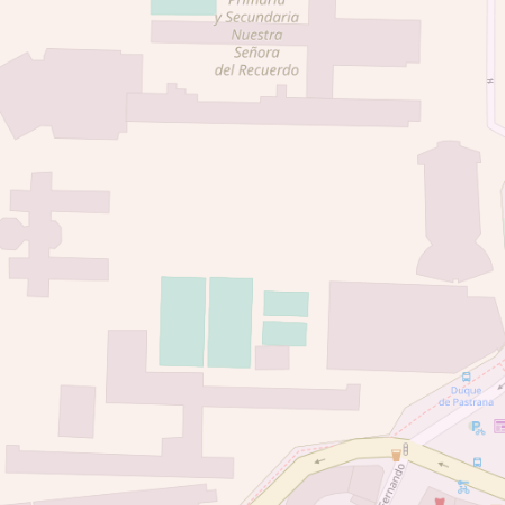 Primaria
y Secundaria
Nuestra
Señora
del Recuerdo
Duque
de Pastrana
P